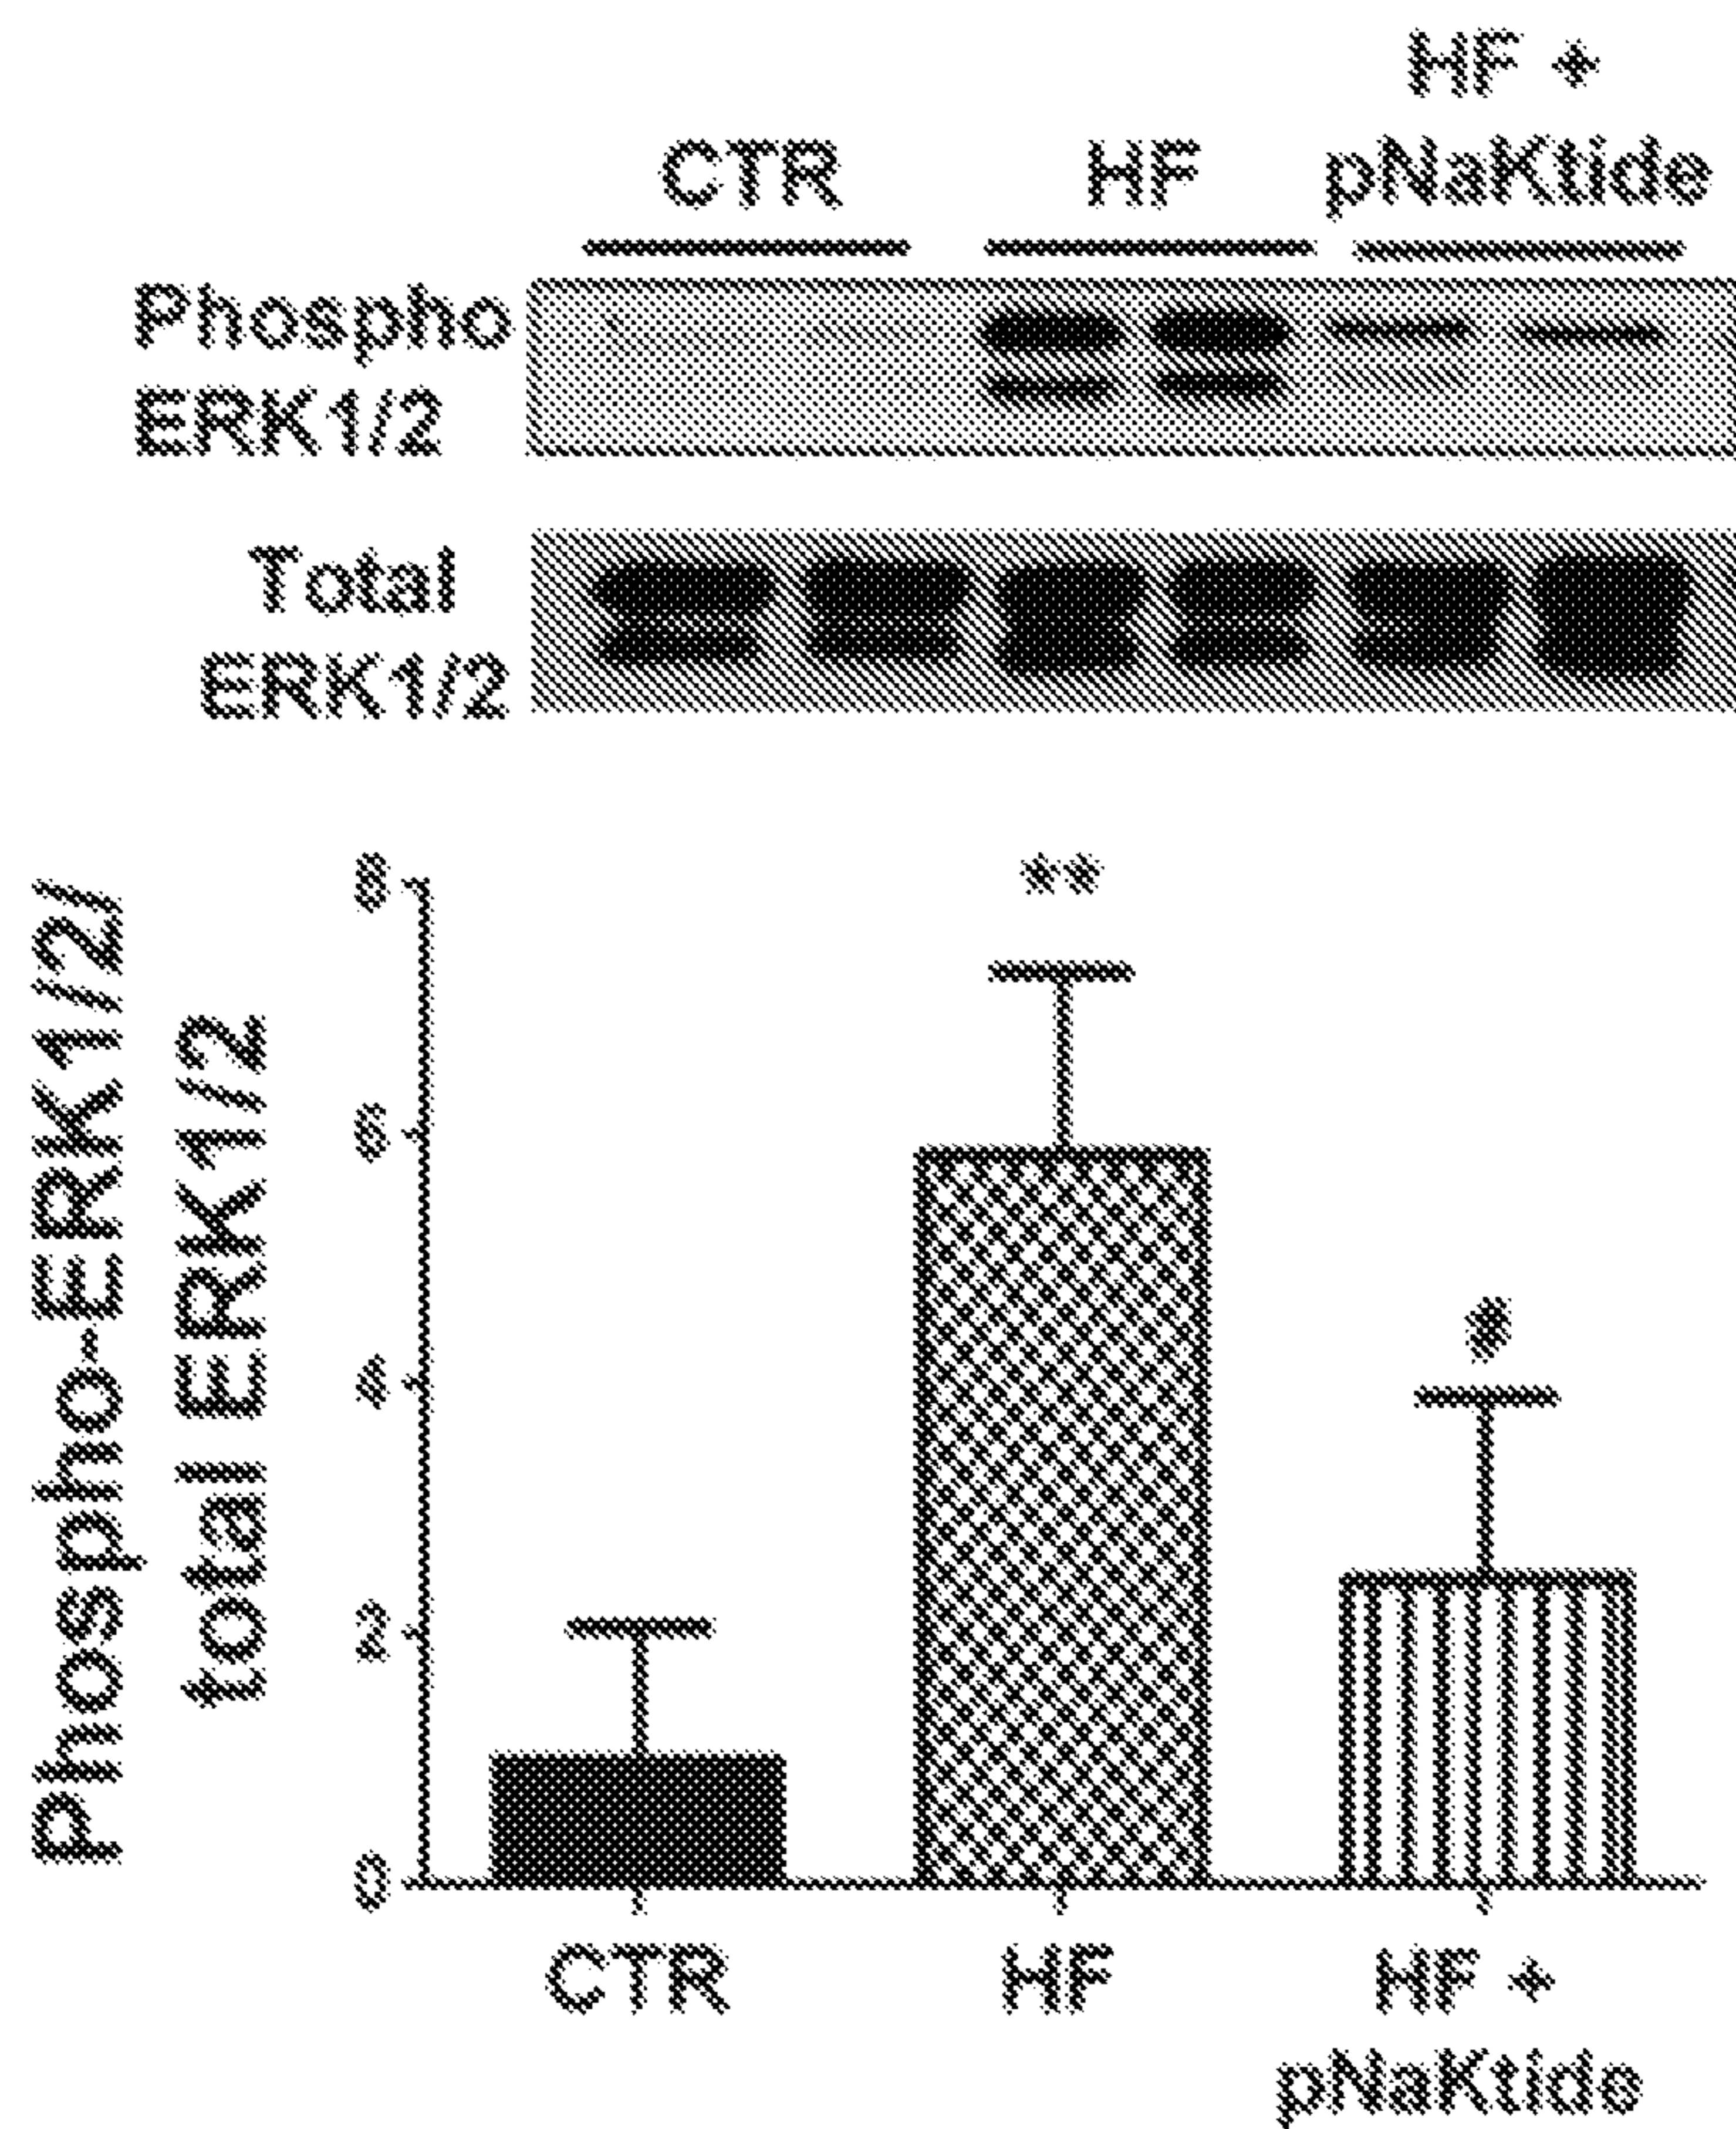 HF +
CTR HF pNaKtide
Phospho
ERK1/2
Total
ERK1/2
Phospho-ERK1/2/
total ERK1/2
8
**
6
4
#
2
0
CTR HF HF +
pNaKtide